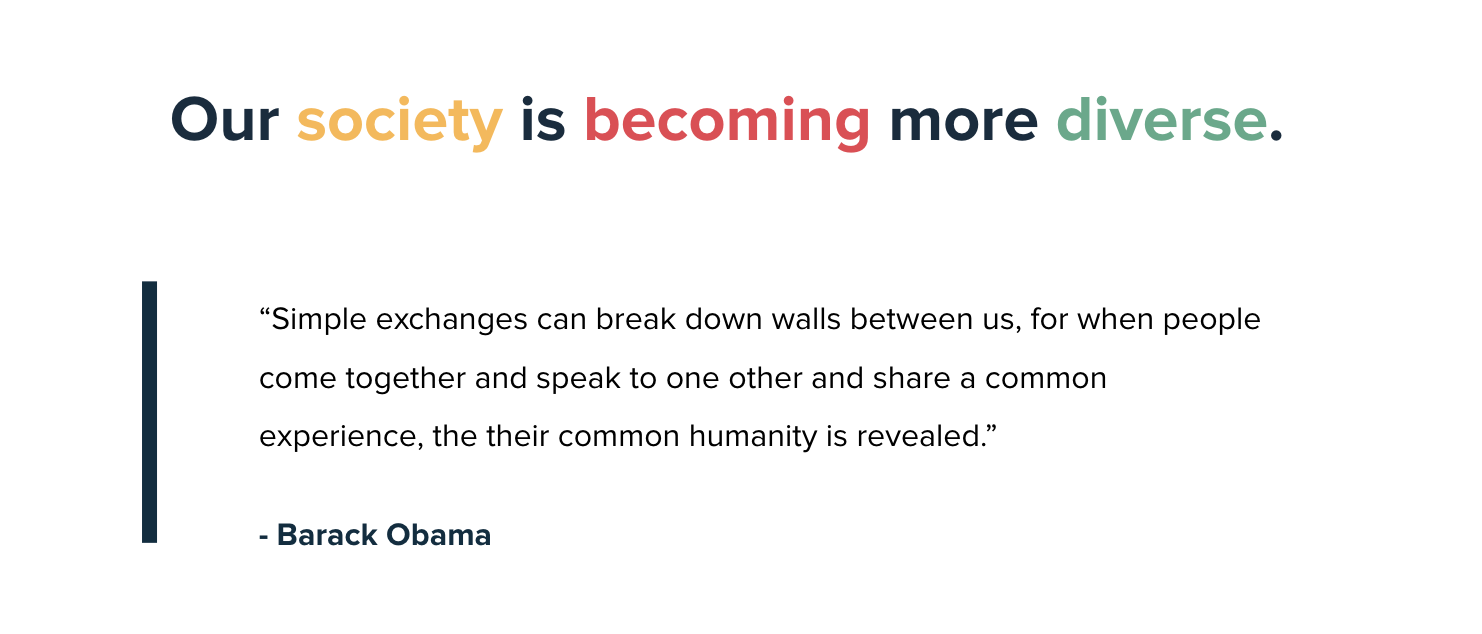 Our society is becoming more diverse.
“Simple exchanges can break down walls between us, for when people
come together and speak to one other and share a common
experience, the their common humanity is revealed.”
- Barack Obama